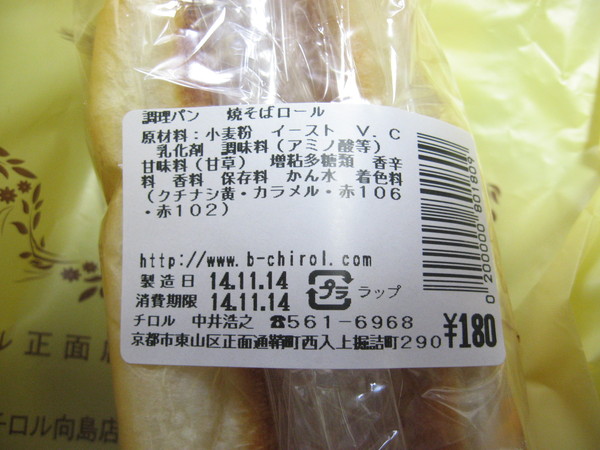 調理パン　焼そばロール
原材料：小麦粉　イースト　V．C
乳化剤　調味料（アミノ酸等）
甘味料（甘草）　増粘多糖類　香辛
料　香料　保存料　かん水　着色料
（クチナシ黄・カラメル・赤106
・赤102）
http://www.b-chirol.com
製造日　14.11.14
消費期限　14.11.14
プラ　ラップ
チロル　中井浩之　☎561-6968
京都市東山区正面通鞘町西入上堀詰町290
¥180
0200000801809
ル 正面店
チロル向島店